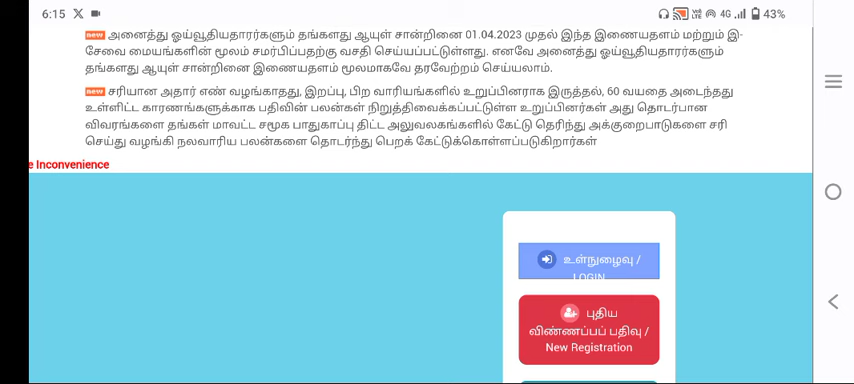 6:15 X 4G 43%
new அனைத்து ஓய்வூதியதாரர்களும் தங்களது ஆயுள் சான்றினை 01.04.2023 முதல் இந்த இணையதளம் மற்றும் இ-
சேவை மையங்களின் மூலம் சமர்பிப்பதற்கு வசதி செய்யப்பட்டுள்ளது. எனவே அனைத்து ஓய்வூதியதாரர்களும்
தங்களது ஆயுள் சான்றினை இணையதளம் மூலமாகவே தரவேற்றம் செய்யலாம்.
new சரியான அதார் எண் வழங்காதது, இறப்பு, பிற வாரியங்களில் உறுப்பினராக இருத்தல், 60 வயதை அடைந்தது
உள்ளிட்ட காரணங்களுக்காக பதிவின் பலன்கள் நிறுத்திவைக்கப்பட்டுள்ள உறுப்பினர்கள் அது தொடர்பான
விவரங்களை தங்கள் மாவட்ட சமூக பாதுகாப்பு திட்ட அலுவலகங்களில் கேட்டு தெரிந்து அக்குறைபாடுகளை சரி
செய்து வழங்கி நலவாரிய பலன்களை தொடர்ந்து பெறக் கேட்டுக்கொள்ளப்படுகிறார்கள்
e Inconvenience
உள்நுழைவு /
LOGIN
புதிய
விண்ணப்பப் பதிவு /
New Registration